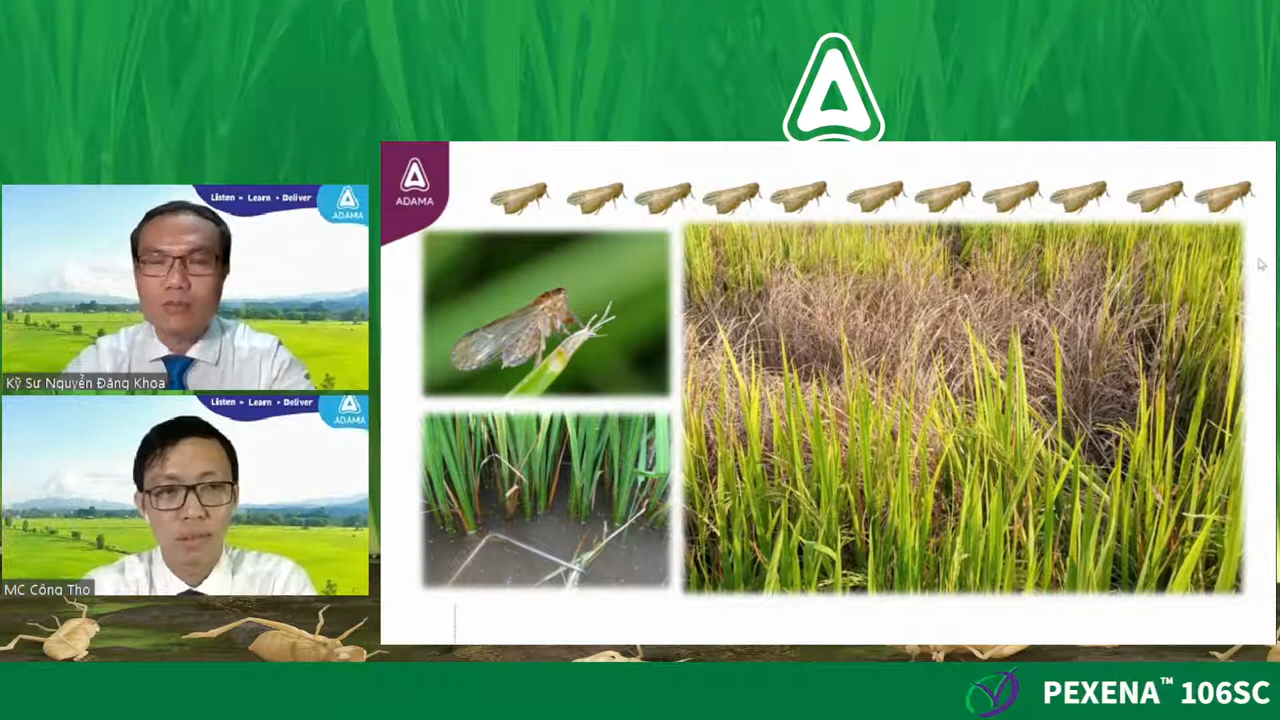 ADAMA
Listen > Learn > Deliver
ADAMA
Kỹ Sư Nguyễn Đăng Khoa
Listen > Learn > Deliver
ADAMA
MC Công Thọ
PEXENA™ 106SC